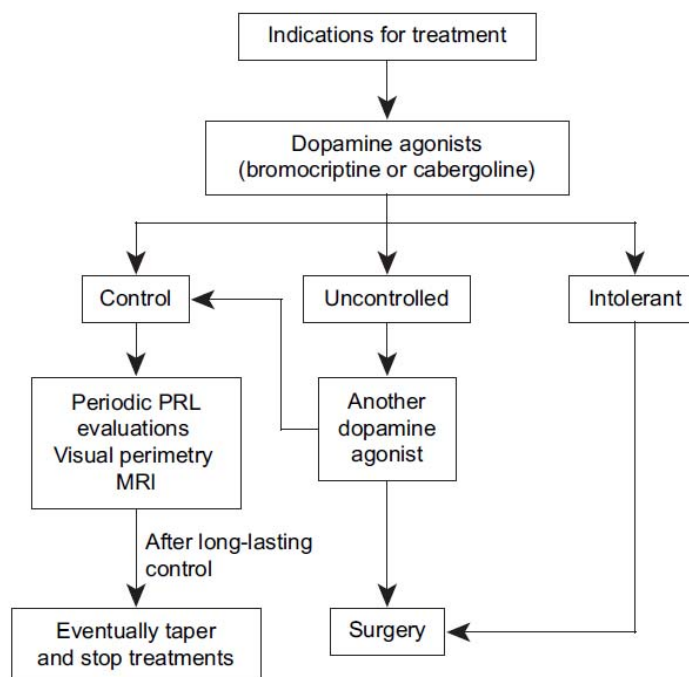 Indications for treatment
Dopamine agonists
(bromocriptine or cabergoline)
Control
Uncontrolled
Intolerant
Periodic PRL
evaluations
Visual perimetry
MRI
Another
dopamine
agonist
After long-lasting
control
Eventually taper
and stop treatments
Surgery